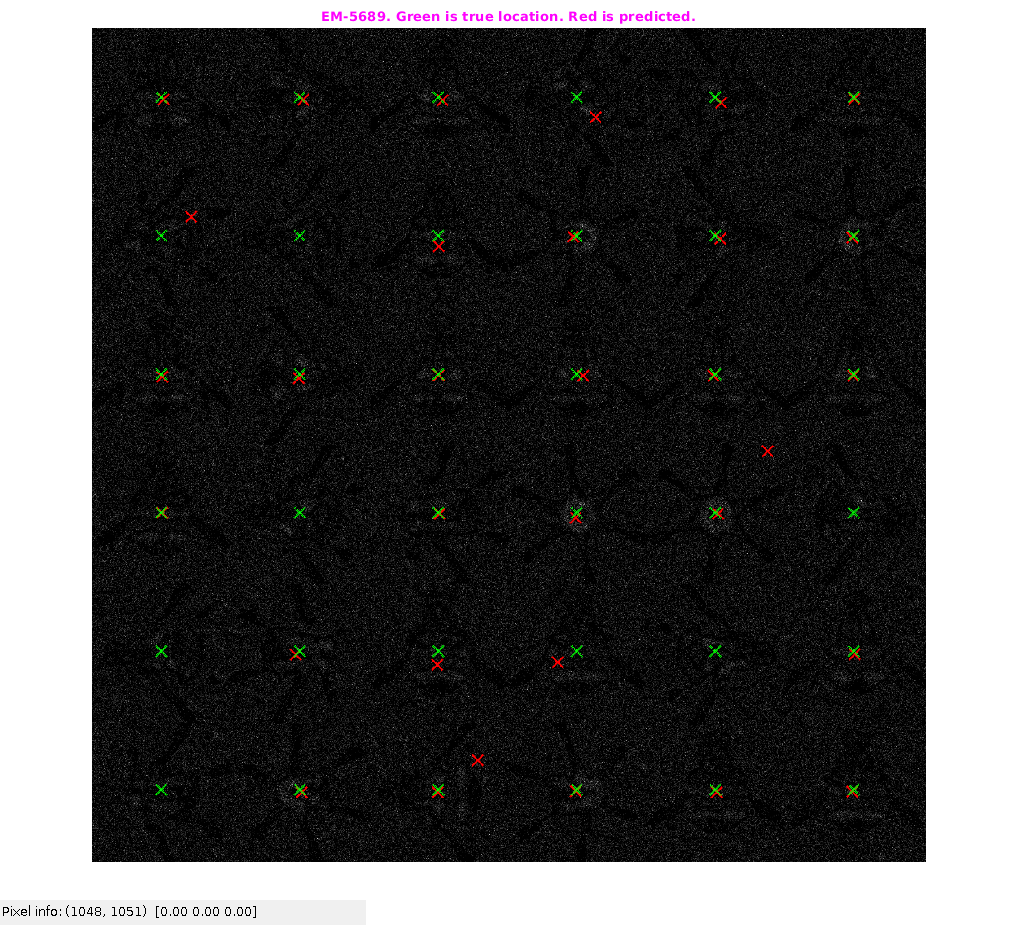 EM-5689. Green is true location. Red is predicted.
Pixel info: (1048, 1051) [0.00 0.00 0.00]